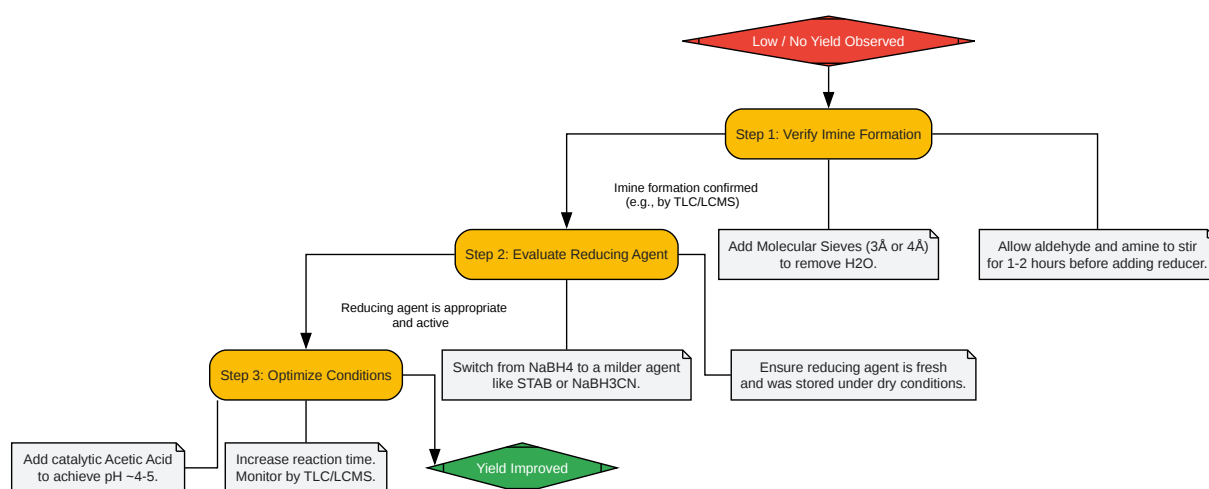 Low / No Yield Observed
Step 1: Verify Imine Formation
Imine formation confirmed
(e.g., by TLC/LCMS)
Step 2: Evaluate Reducing Agent
Add Molecular Sieves (3Å or 4Å)
to remove H2O.
Allow aldehyde and amine to stir
for 1-2 hours before adding reducer.
Reducing agent is appropriate
and active
Step 3: Optimize Conditions
Switch from NaBH4 to a milder agent
like STAB or NaBH3CN.
Ensure reducing agent is fresh
and was stored under dry conditions.
Add catalytic Acetic Acid
to achieve pH ~4-5.
Increase reaction time.
Monitor by TLC/LCMS.
Yield Improved